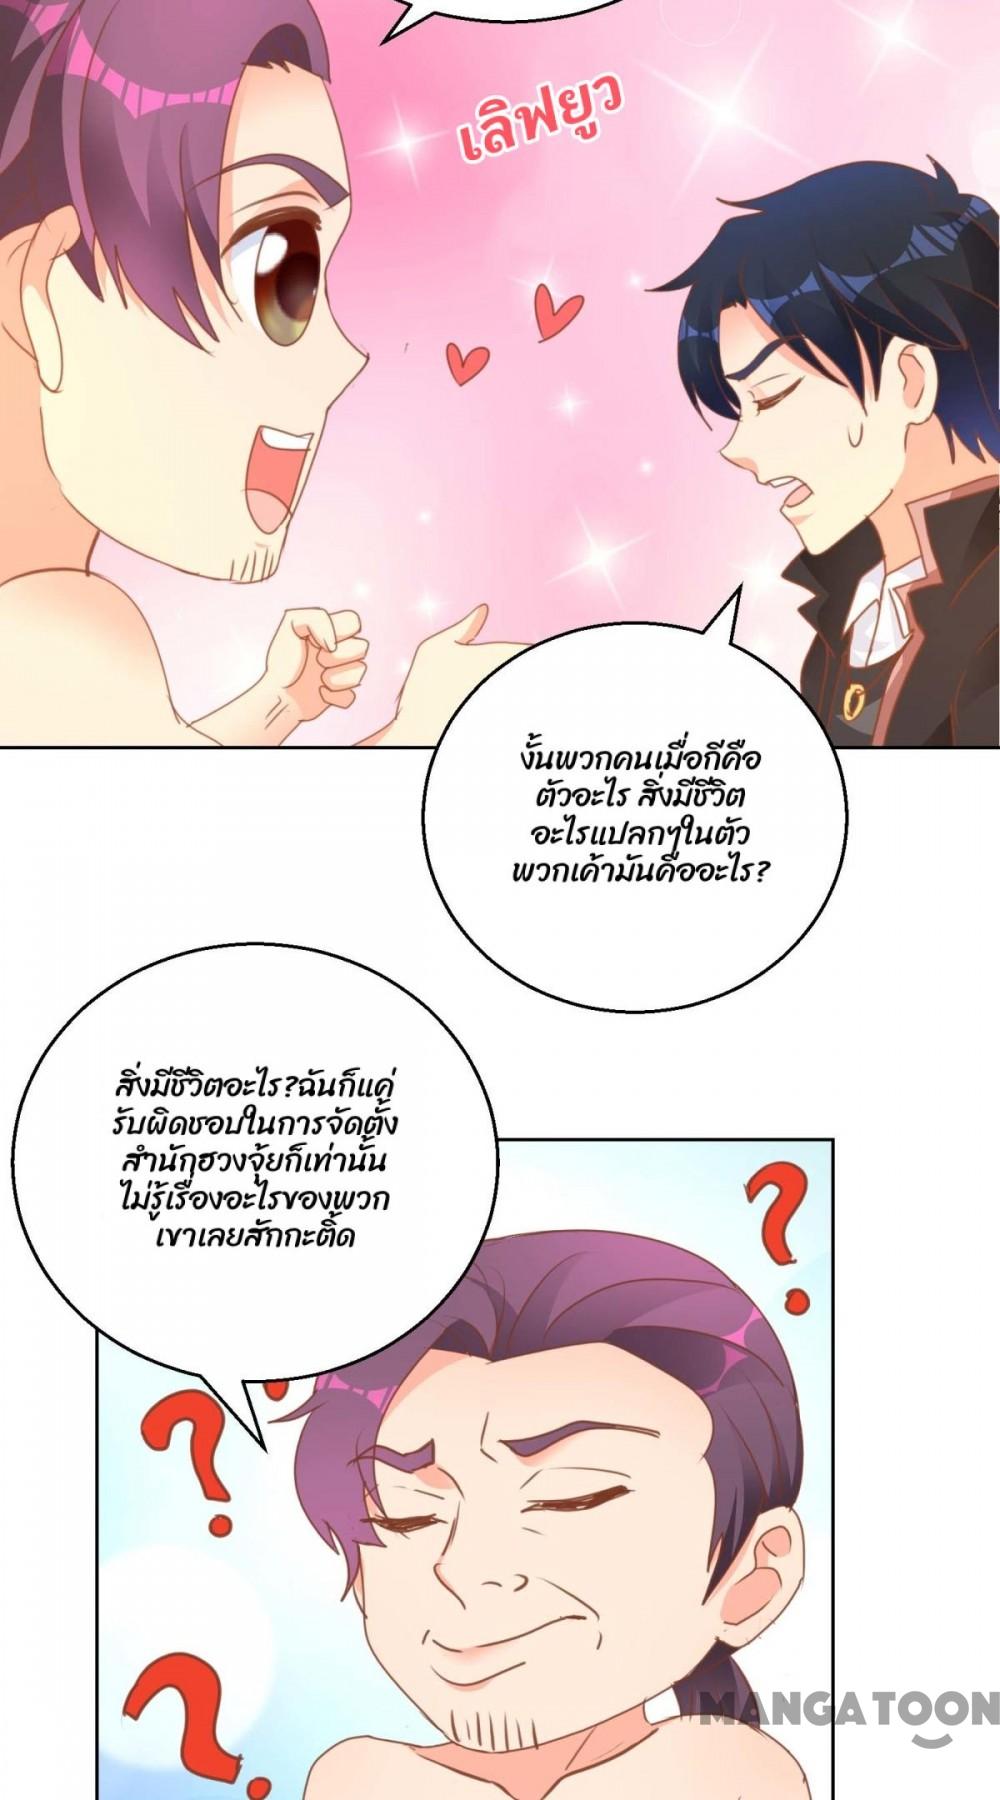 เลิฟยูว
งั้นพวกคนเมื่อกี้คือ
ตัวอะไร สิ่งมีชีวิต
อะไรแปลกๆในตัว
พวกเค้ามันคืออะไร?
สิ่งมีชีวิตอะไร?ฉันก็แค่
รับผิดชอบในการจัดตั้ง
สำนักฮวงจุ้ยก็เท่านั้น
ไม่รู้เรื่องอะไรของพวก
เขาเลยสักกะติ๊ด
MANGATOON